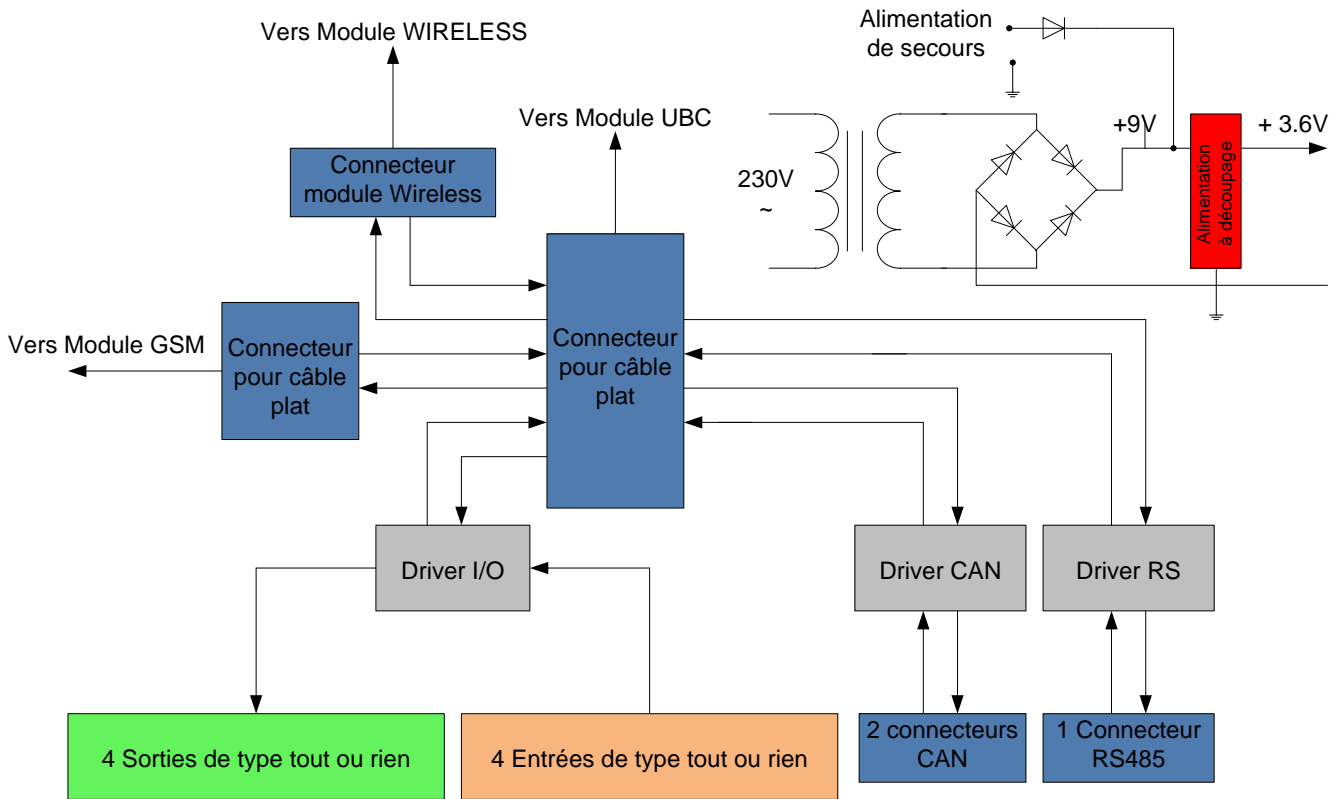 Vers Module WIRELESS
Alimentation
de secours
Vers Module UBC
+9V
+ 3.6V
Connecteur
module Wireless
230V
~
Alimentation
à découpage
Vers Module GSM
Connecteur
pour câble
plat
Connecteur
pour câble
plat
Driver I/O
Driver CAN
Driver RS
4 Sorties de type tout ou rien
4 Entrées de type tout ou rien
2 connecteurs
CAN
1 Connecteur
RS485